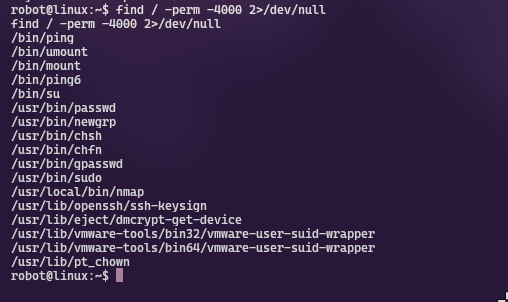 robot@linux:~$ find / -perm -4000 2>/dev/null
find / -perm -4000 2>/dev/null
/bin/ping
/bin/umount
/bin/mount
/bin/ping6
/bin/su
/usr/bin/passwd
/usr/bin/newgrp
/usr/bin/chsh
/usr/bin/chfn
/usr/bin/gpasswd
/usr/bin/sudo
/usr/local/bin/nmap
/usr/lib/openssh/ssh-keysign
/usr/lib/eject/dmcrypt-get-device
/usr/lib/vmware-tools/bin32/vmware-user-suid-wrapper
/usr/lib/vmware-tools/bin64/vmware-user-suid-wrapper
/usr/lib/pt_chown
robot@linux:~$